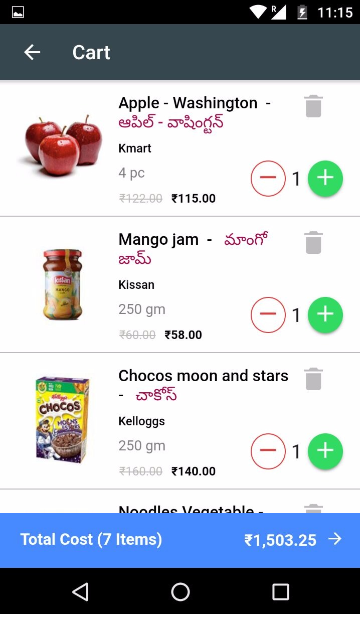 11:15
Cart
Apple - Washington -
ఆపిల్ - వాషింగ్టన్
Kmart
4 pc
1
₹122.00 ₹115.00
Mango jam - మాంగో
జామ్
Kissan
250 gm
1
₹60.00 ₹58.00
Chocos moon and stars
- చాకోస్
Kelloggs
CHOCOS
250 gm
1
₹160.00 ₹140.00
Noodles Vegetable -
Total Cost (7 Items) ₹1,503.25